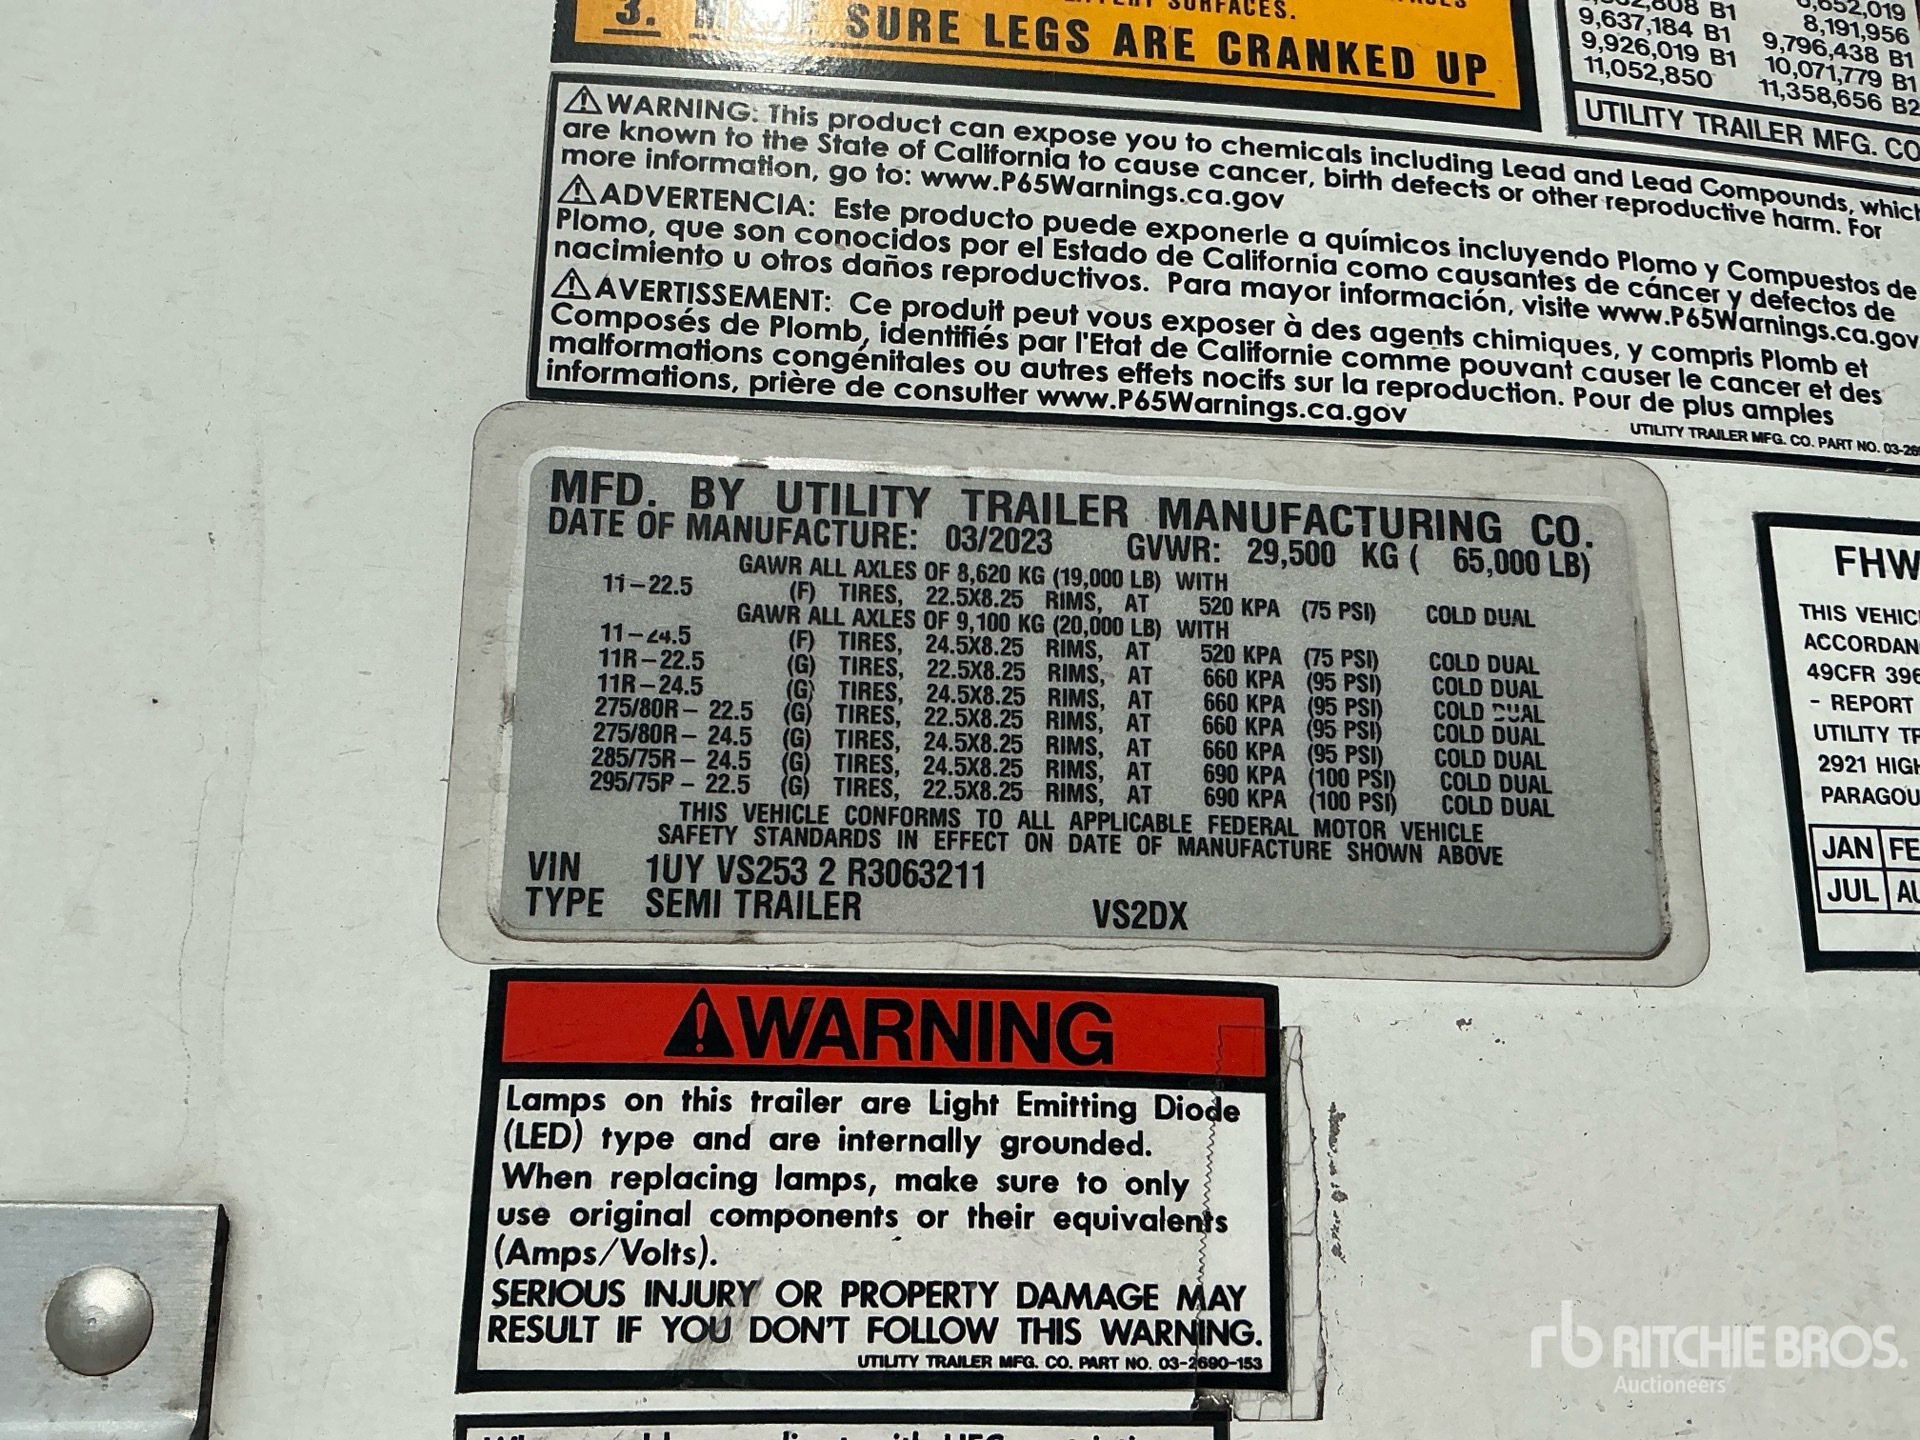 SURFACES.
3. SURE LEGS ARE CRANKED UP
9,637,184 B1 8,191,956
9,926,019 B1 9,796,438 B1
11,052,850 10,071,779 B1
11,358,656 B2
UTILITY TRAILER MFG. CO
⚠WARNING: This product can expose you to chemicals including Lead and Lead Compounds, which
are known to the State of California to cause cancer, birth defects or other reproductive harm. For
more information, go to: www.P65Warnings.ca.gov
⚠ADVERTENCIA: Este producto puede exponerle a químicos incluyendo Plomo y Compuestos de
Plomo, que son conocidos por el Estado de California como causantes de cáncer y defectos de
nacimiento u otros daños reproductivos. Para mayor información, visite www.P65Warnings.ca.gov
⚠AVERTISSEMENT: Ce produit peut vous exposer à des agents chimiques, y compris Plomb et
Composés de Plomb, identifiés par l'Etat de Californie comme pouvant causer le cancer et des
malformations congénitales ou autres effets nocifs sur la reproduction. Pour de plus amples
informations, prière de consulter www.P65Warnings.ca.gov
UTILITY TRAILER MFG. CO. PART NO.
MFD. BY UTILITY TRAILER MANUFACTURING CO.
DATE OF MANUFACTURE: 03/2023 GVWR: 29,500 KG ( 65,000 LB)
GAWR ALL AXLES OF 8,620 KG (19,000 LB) WITH
11-22.5 (F) TIRES, 22.5X8.25 RIMS, AT 520 KPA (75 PSI) COLD DUAL
GAWR ALL AXLES OF 9,100 KG (20,000 LB) WITH
11-24.5 (F) TIRES, 24.5X8.25 RIMS, AT 520 KPA (75 PSI) COLD DUAL
11R-22.5 (G) TIRES, 22.5X8.25 RIMS, AT 660 KPA (95 PSI) COLD DUAL
11R-24.5 (G) TIRES, 24.5X8.25 RIMS, AT 660 KPA (95 PSI) COLD DUAL
275/80R- 22.5 (G) TIRES, 22.5X8.25 RIMS, AT 660 KPA (95 PSI) COLD DUAL
275/80R- 24.5 (G) TIRES, 24.5X8.25 RIMS, AT 660 KPA (95 PSI) COLD DUAL
285/75R- 24.5 (G) TIRES, 24.5X8.25 RIMS, AT 690 KPA (100 PSI) COLD DUAL
295/75R - 22.5 (G) TIRES, 22.5X8.25 RIMS, AT 690 KPA (100 PSI) COLD DUAL
THIS VEHICLE CONFORMS TO ALL APPLICABLE FEDERAL MOTOR VEHICLE
SAFETY STANDARDS IN EFFECT ON DATE OF MANUFACTURE SHOWN ABOVE
VIN 1UY VS253 2 R3063211
TYPE SEMI TRAILER VS2DX
FHW
THIS VEHIC
ACCORDAN
49CFR 396
- REPORT
UTILITY TR
2921 HIGH
PARAGOU
JAN FE
JUL AU
⚠WARNING
Lamps on this trailer are Light Emitting Diode
(LED) type and are internally grounded.
When replacing lamps, make sure to only
use original components or their equivalents
(Amps/Volts).
SERIOUS INJURY OR PROPERTY DAMAGE MAY
RESULT IF YOU DON'T FOLLOW THIS WARNING.
UTILITY TRAILER MFG. CO. PART NO. 03-2690-153
rb RITCHIE BROS.
Auctioneers